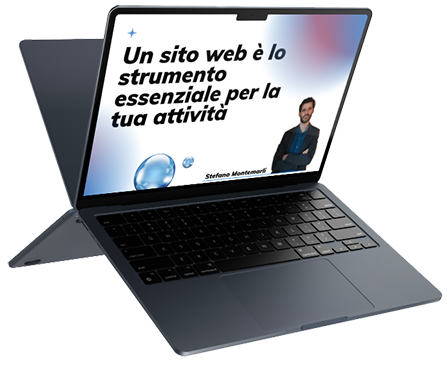 Un sito web è lo
strumento
essenziale per la
tua attività
Stefano Montemarli